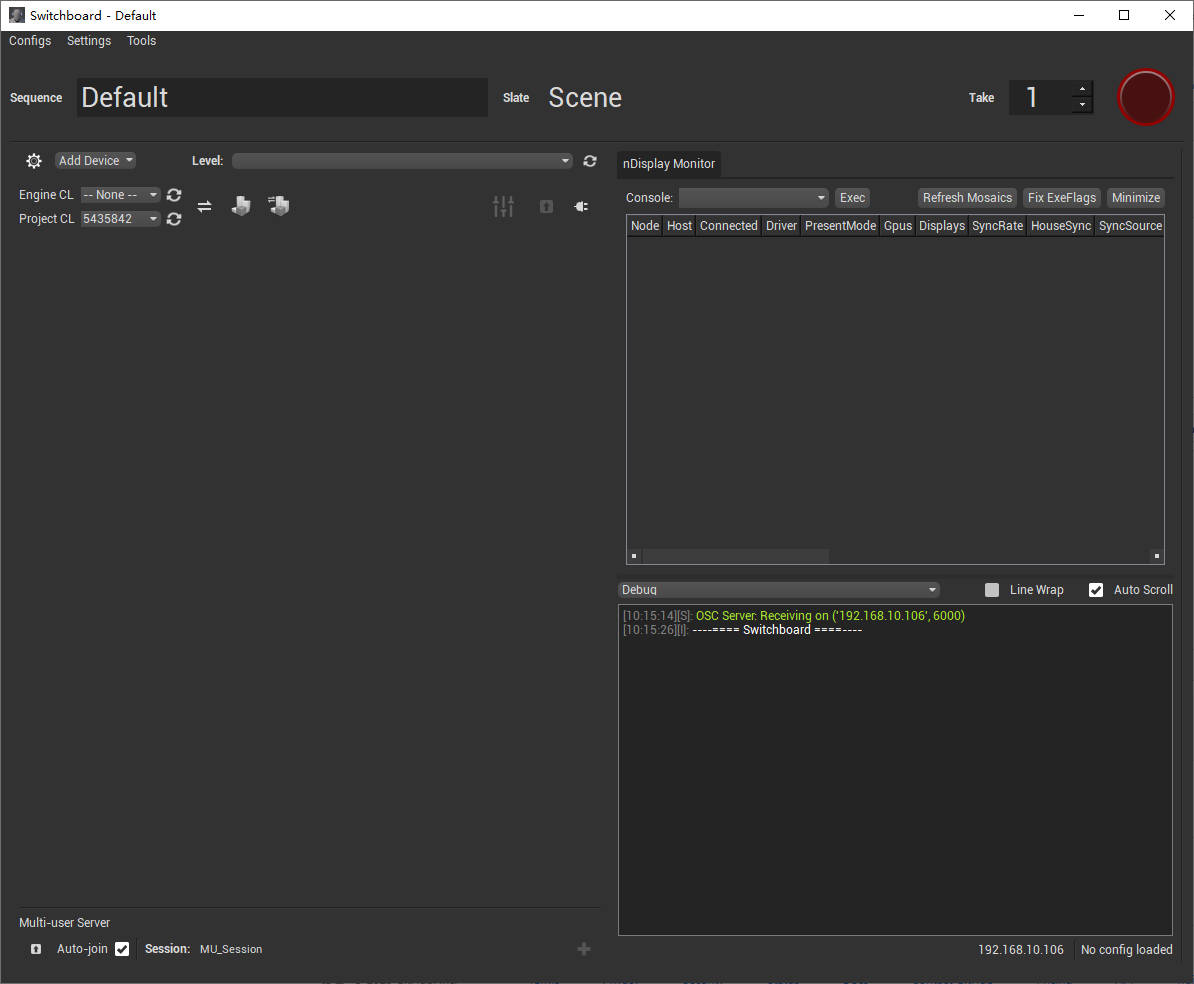 Switchboard - Default
Configs Settings Tools
Sequence Default Slate Scene Take 1
Add Device Level:
Engine CL -- None --
Project CL 5435842
nDisplay Monitor
Console: Exec Refresh Mosaics Fix ExeFlags Minimize
Node Host Connected Driver PresentMode Gpus Displays SyncRate HouseSync SyncSource
Debug Line Wrap Auto Scroll
[10:15:14][S]: OSC Server: Receiving on ('192.168.10.106', 6000)
[10:15:26][I]: ----==== Switchboard ====----
Multi-user Server
Auto-join Session: MU_Session
192.168.10.106 No config loaded